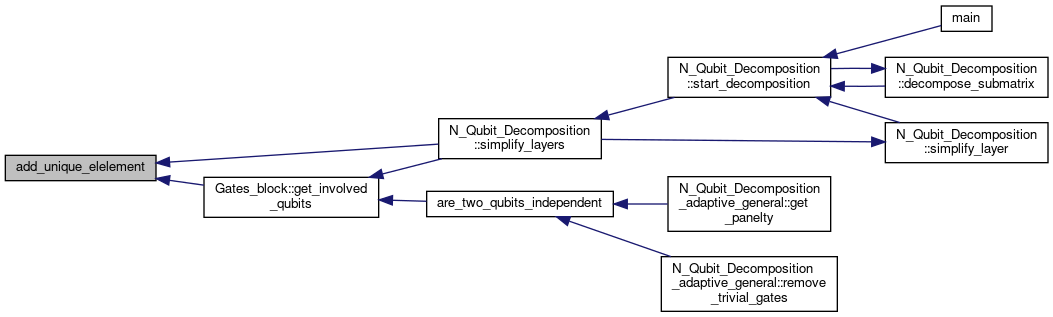 main
N_Qubit_Decomposition
::start_decomposition
N_Qubit_Decomposition
::decompose_submatrix
N_Qubit_Decomposition
::simplify_layers
N_Qubit_Decomposition
::simplify_layer
add_unique_elelement
Gates_block::get_involved
_qubits
are_two_qubits_independent
N_Qubit_Decomposition
_adaptive_general::get
_panelty
N_Qubit_Decomposition
_adaptive_general::remove
_trivial_gates